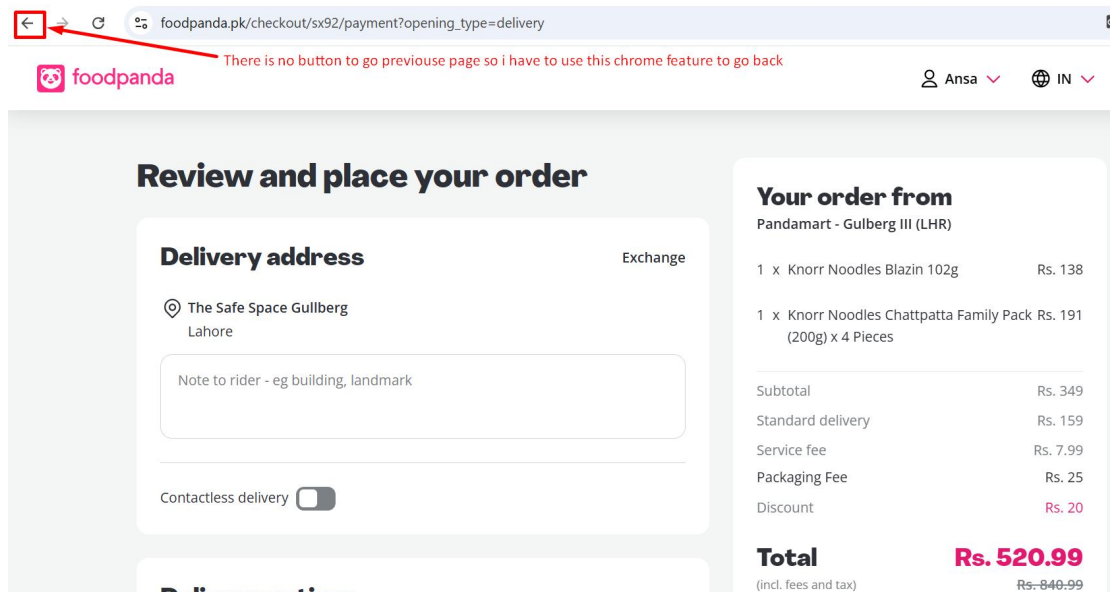 foodpanda.pk/checkout/sx92/payment?opening_type=delivery
There is no button to go previouse page so i have to use this chrome feature to go back
foodpanda
Ansa
IN
Review and place your order
Delivery address
Exchange
The Safe Space Gullberg
Lahore
Note to rider - eg building, landmark
Contactless delivery
Your order from
Pandamart - Gulberg III (LHR)
1 x Knorr Noodles Blazin 102g Rs. 138
1 x Knorr Noodles Chattpatta Family Pack Rs. 191
(200g) x 4 Pieces
Subtotal Rs. 349
Standard delivery Rs. 159
Service fee Rs. 7.99
Packaging Fee Rs. 25
Discount Rs. 20
Total Rs. 520.99
(incl. fees and tax) Rs. 840.99